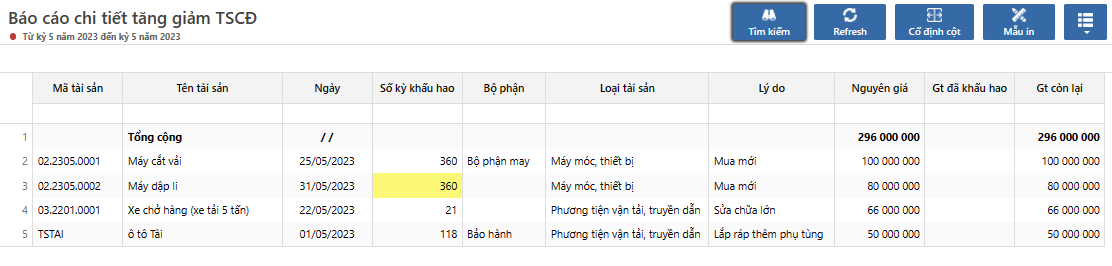 Báo cáo chi tiết tăng giảm TSCĐ
Từ kỳ 5 năm 2023 đến kỳ 5 năm 2023
Tìm kiếm Refresh Cố định cột Mẫu in
Mã tài sản Tên tài sản Ngày Số kỳ khấu hao Bộ phận Loại tài sản Lý do Nguyên giá Gt đã khấu hao Gt còn lại
1 Tổng cộng / / 296 000 000 296 000 000
2 02.2305.0001 Máy cắt vải 25/05/2023 360 Bộ phận may Máy móc, thiết bị Mua mới 100 000 000 100 000 000
3 02.2305.0002 Máy dập li 31/05/2023 360 Máy móc, thiết bị Mua mới 80 000 000 80 000 000
4 03.2201.0001 Xe chở hàng (xe tải 5 tấn) 22/05/2023 21 Phương tiện vận tải, truyền dẫn Sửa chữa lớn 66 000 000 66 000 000
5 TSTAI ô tô Tải 01/05/2023 118 Bảo hành Phương tiện vận tải, truyền dẫn Lắp ráp thêm phụ tùng 50 000 000 50 000 000